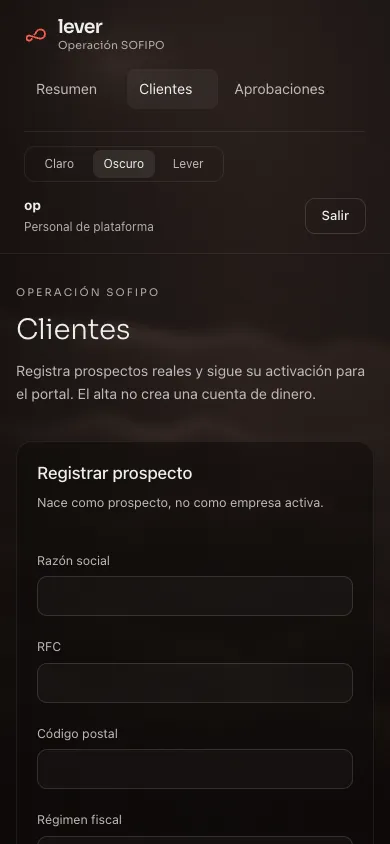 lever
Operación SOFIPO
Resumen Clientes Aprobaciones
Claro Oscuro Lever
op
Personal de plataforma
Salir
OPERACIÓN SOFIPO
Clientes
Registra prospectos reales y sigue su activación para
el portal. El alta no crea una cuenta de dinero.
Registrar prospecto
Nace como prospecto, no como empresa activa.
Razón social
RFC
Código postal
Régimen fiscal